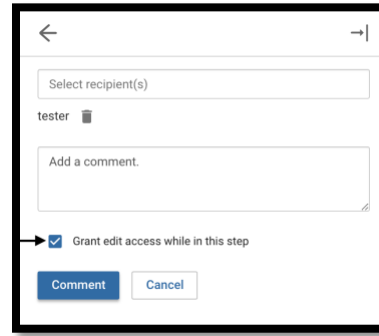 Select recipient(s)
tester
Add a comment.
Grant edit access while in this step
Comment Cancel